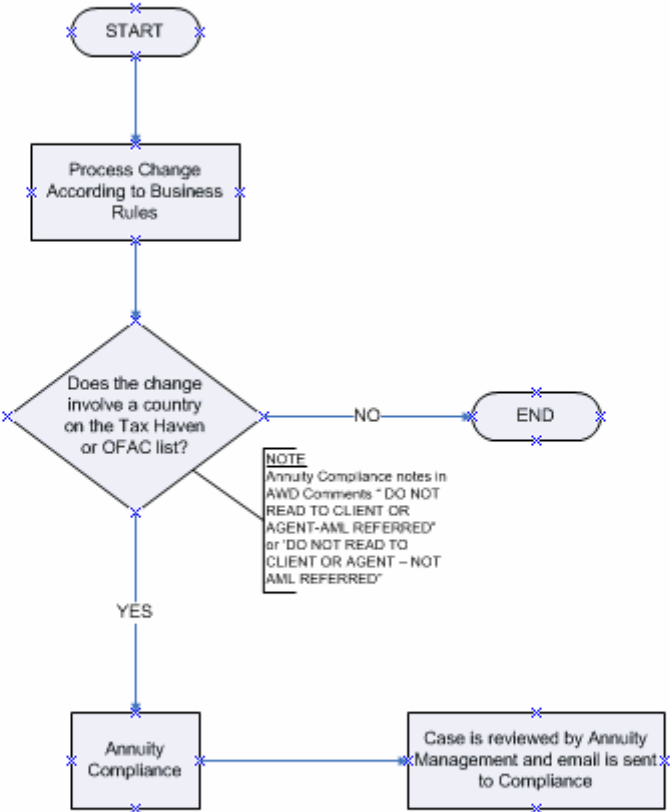 START
Process Change
According to Business
Rules
Does the change
involve a country
on the Tax Haven
or OFAC list?
NO
END
NOTE
Annuity Compliance notes in
AWD Comments " DO NOT
READ TO CLIENT OR
AGENT-AML REFERRED"
or 'DO NOT READ TO
CLIENT OR AGENT – NOT
AML REFERRED"
YES
Annuity
Compliance
Case is reviewed by Annuity
Management and email is sent
to Compliance